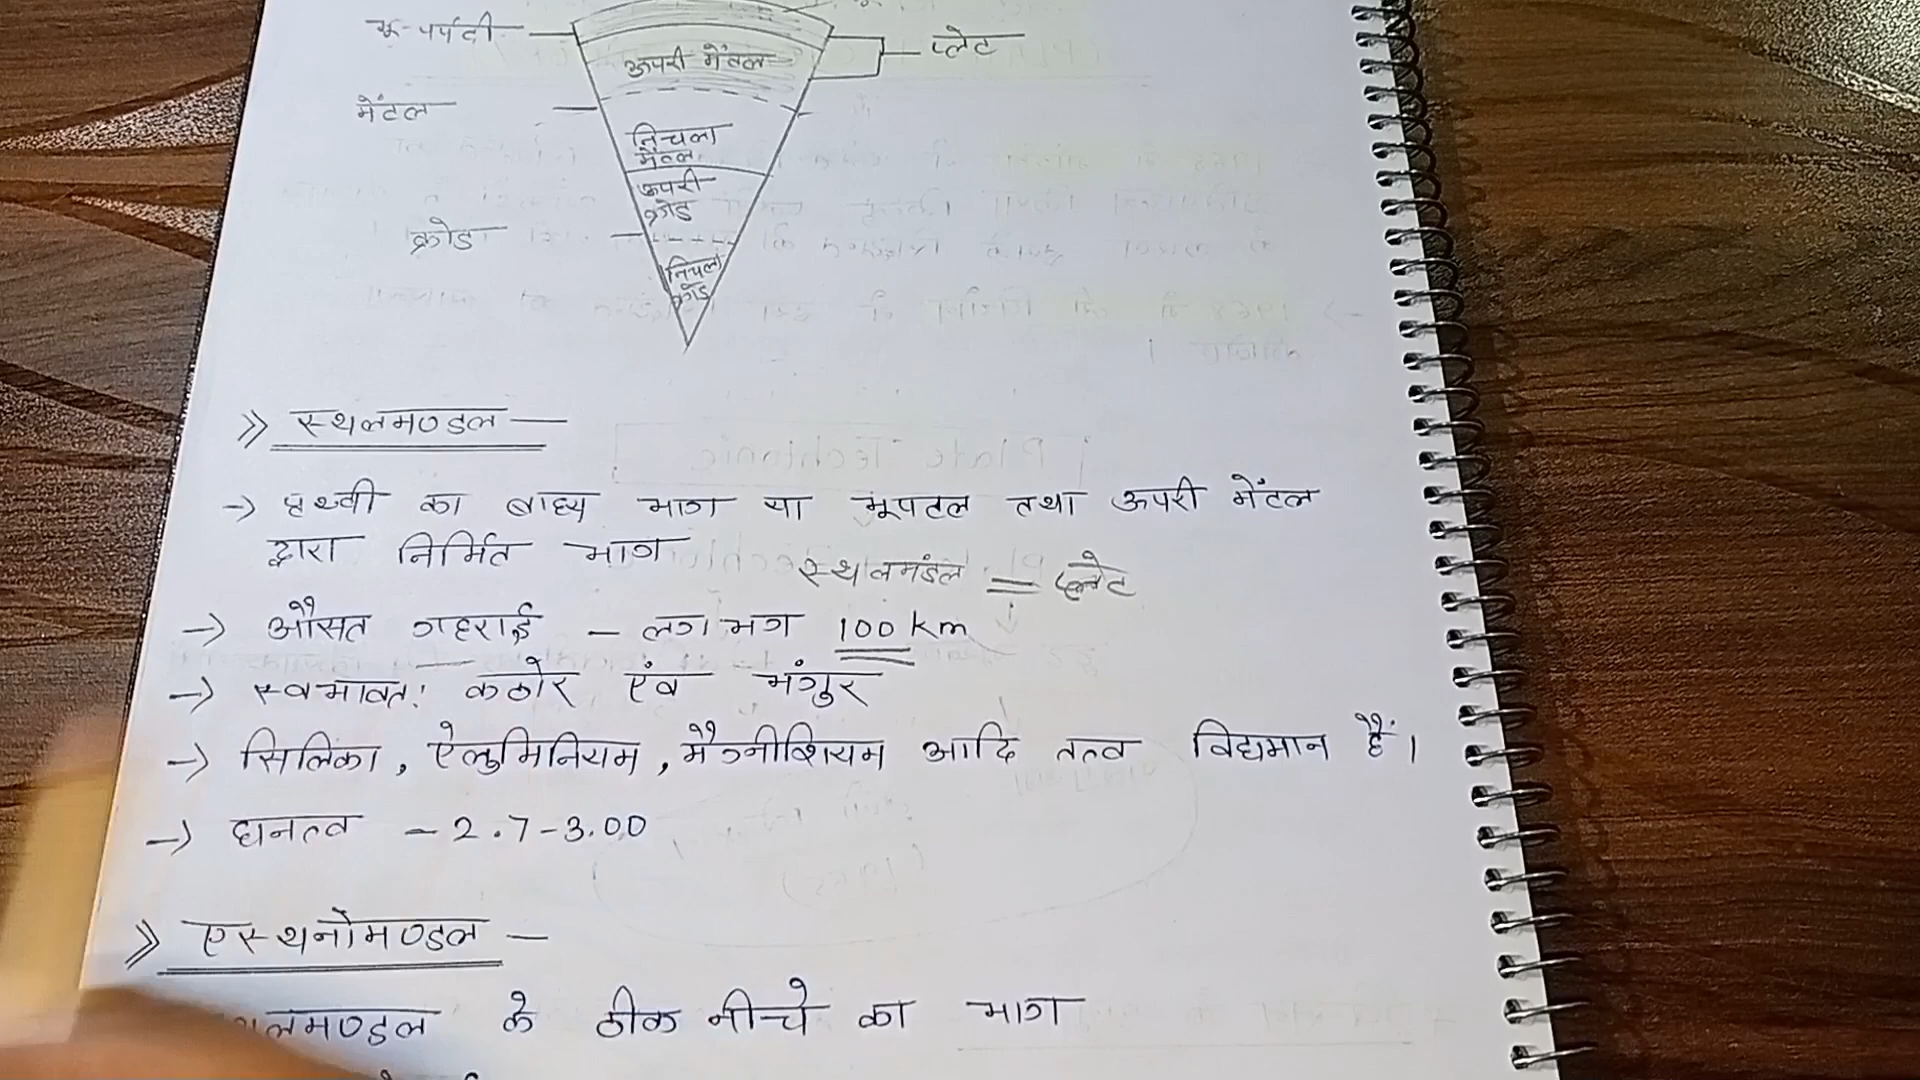 भू-पर्पटी
ऊपरी मेंटल
प्लेट
मेंटल
निचला
मेंटल
ऊपरी
क्रोड
क्रोड
निचला
क्रोड
>> स्थलमण्डल —
-> पृथ्वी का बाह्य भाग या भूपटल तथा ऊपरी मेंटल
द्वारा निर्मित भाग
स्थलमंडल = प्लेट
-> औसत गहराई - लगभग 100 km
-> स्वभावत: कठोर एंव भंगुर
-> सिलिका, ऐलुमिनियम, मैग्नीशियम आदि तत्व विद्यमान हैं।
-> घनत्व - 2.7-3.00
>> एस्थनोमण्डल —
स्थलमण्डल के ठीक नीचे का भाग